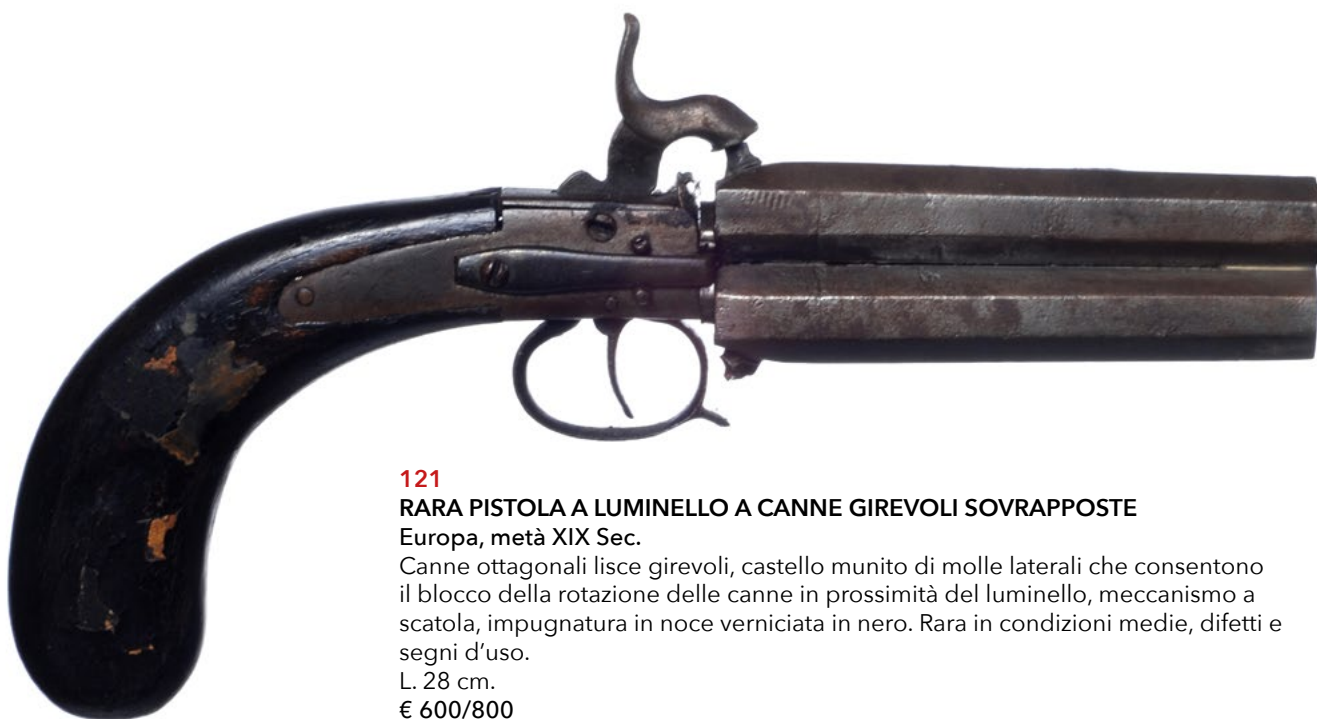 121
RARA PISTOLA A LUMINELLO A CANNE GIREVOLI SOVRAPPOSTE
Europa, metà XIX Sec.
Canne ottagonali lisce girevoli, castello munito di molle laterali che consentono
il blocco della rotazione delle canne in prossimità del luminello, meccanismo a
scatola, impugnatura in noce verniciata in nero. Rara in condizioni medie, difetti e
segni d’uso.
L. 28 cm.
€ 600/800